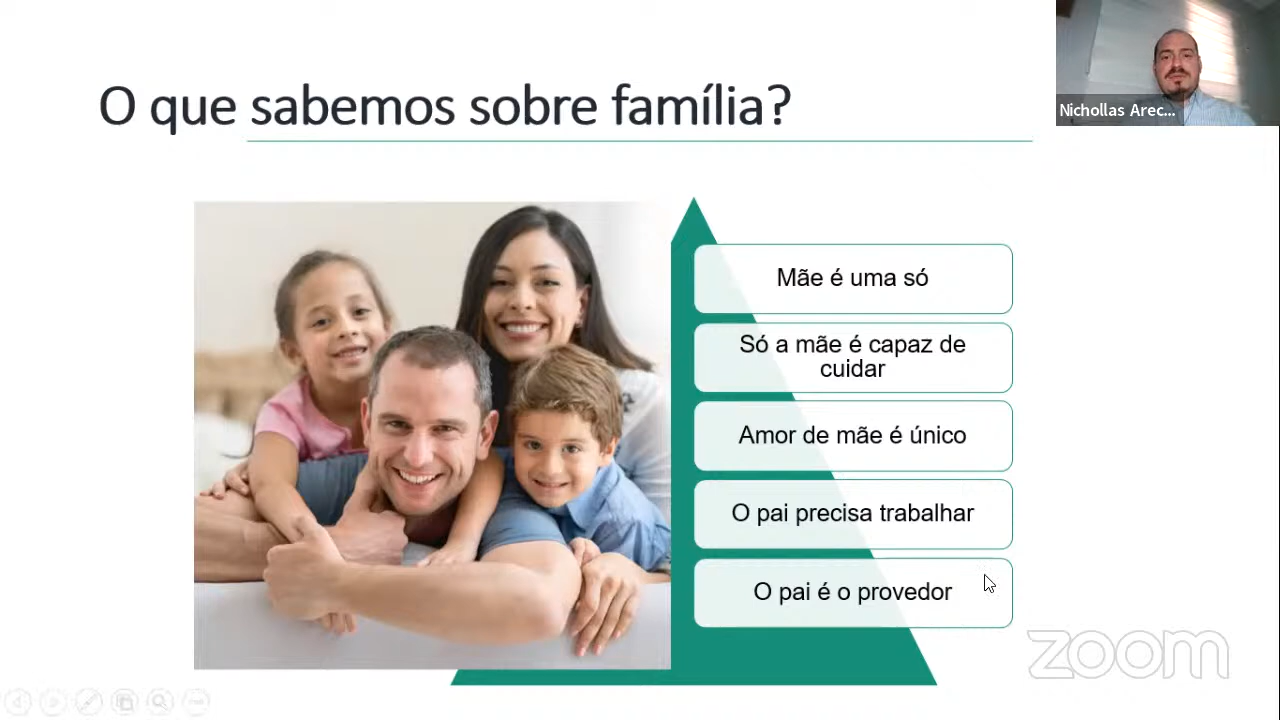 O que sabemos sobre família?
Nichollas Arec...
Mãe é uma só
Só a mãe é capaz de
cuidar
Amor de mãe é único
O pai precisa trabalhar
O pai é o provedor
zoom